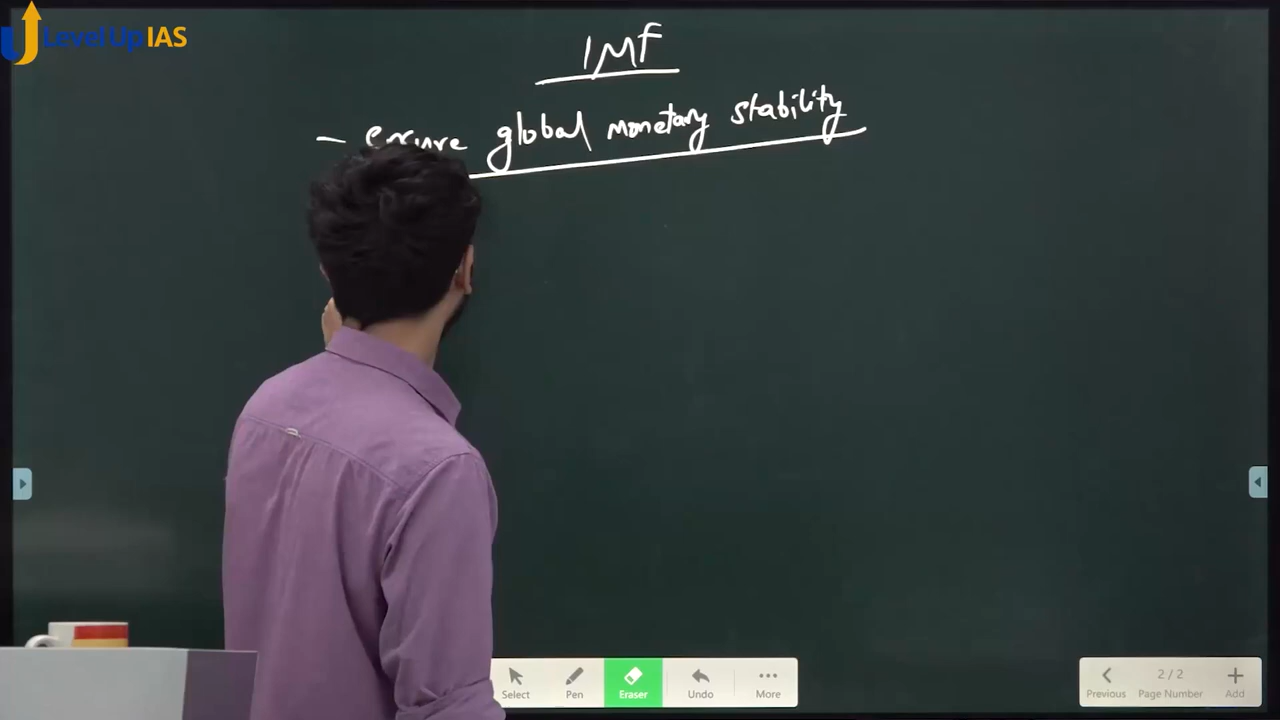 Level Up IAS
IMF
- ensure global monetary stability
Select
Pen
Eraser
Undo
More
Previous
2/2
Page Number
Add